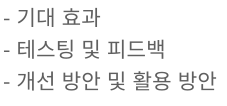 - 기대 효과
- 테스팅 및 피드백
- 개선 방안 및 활용 방안